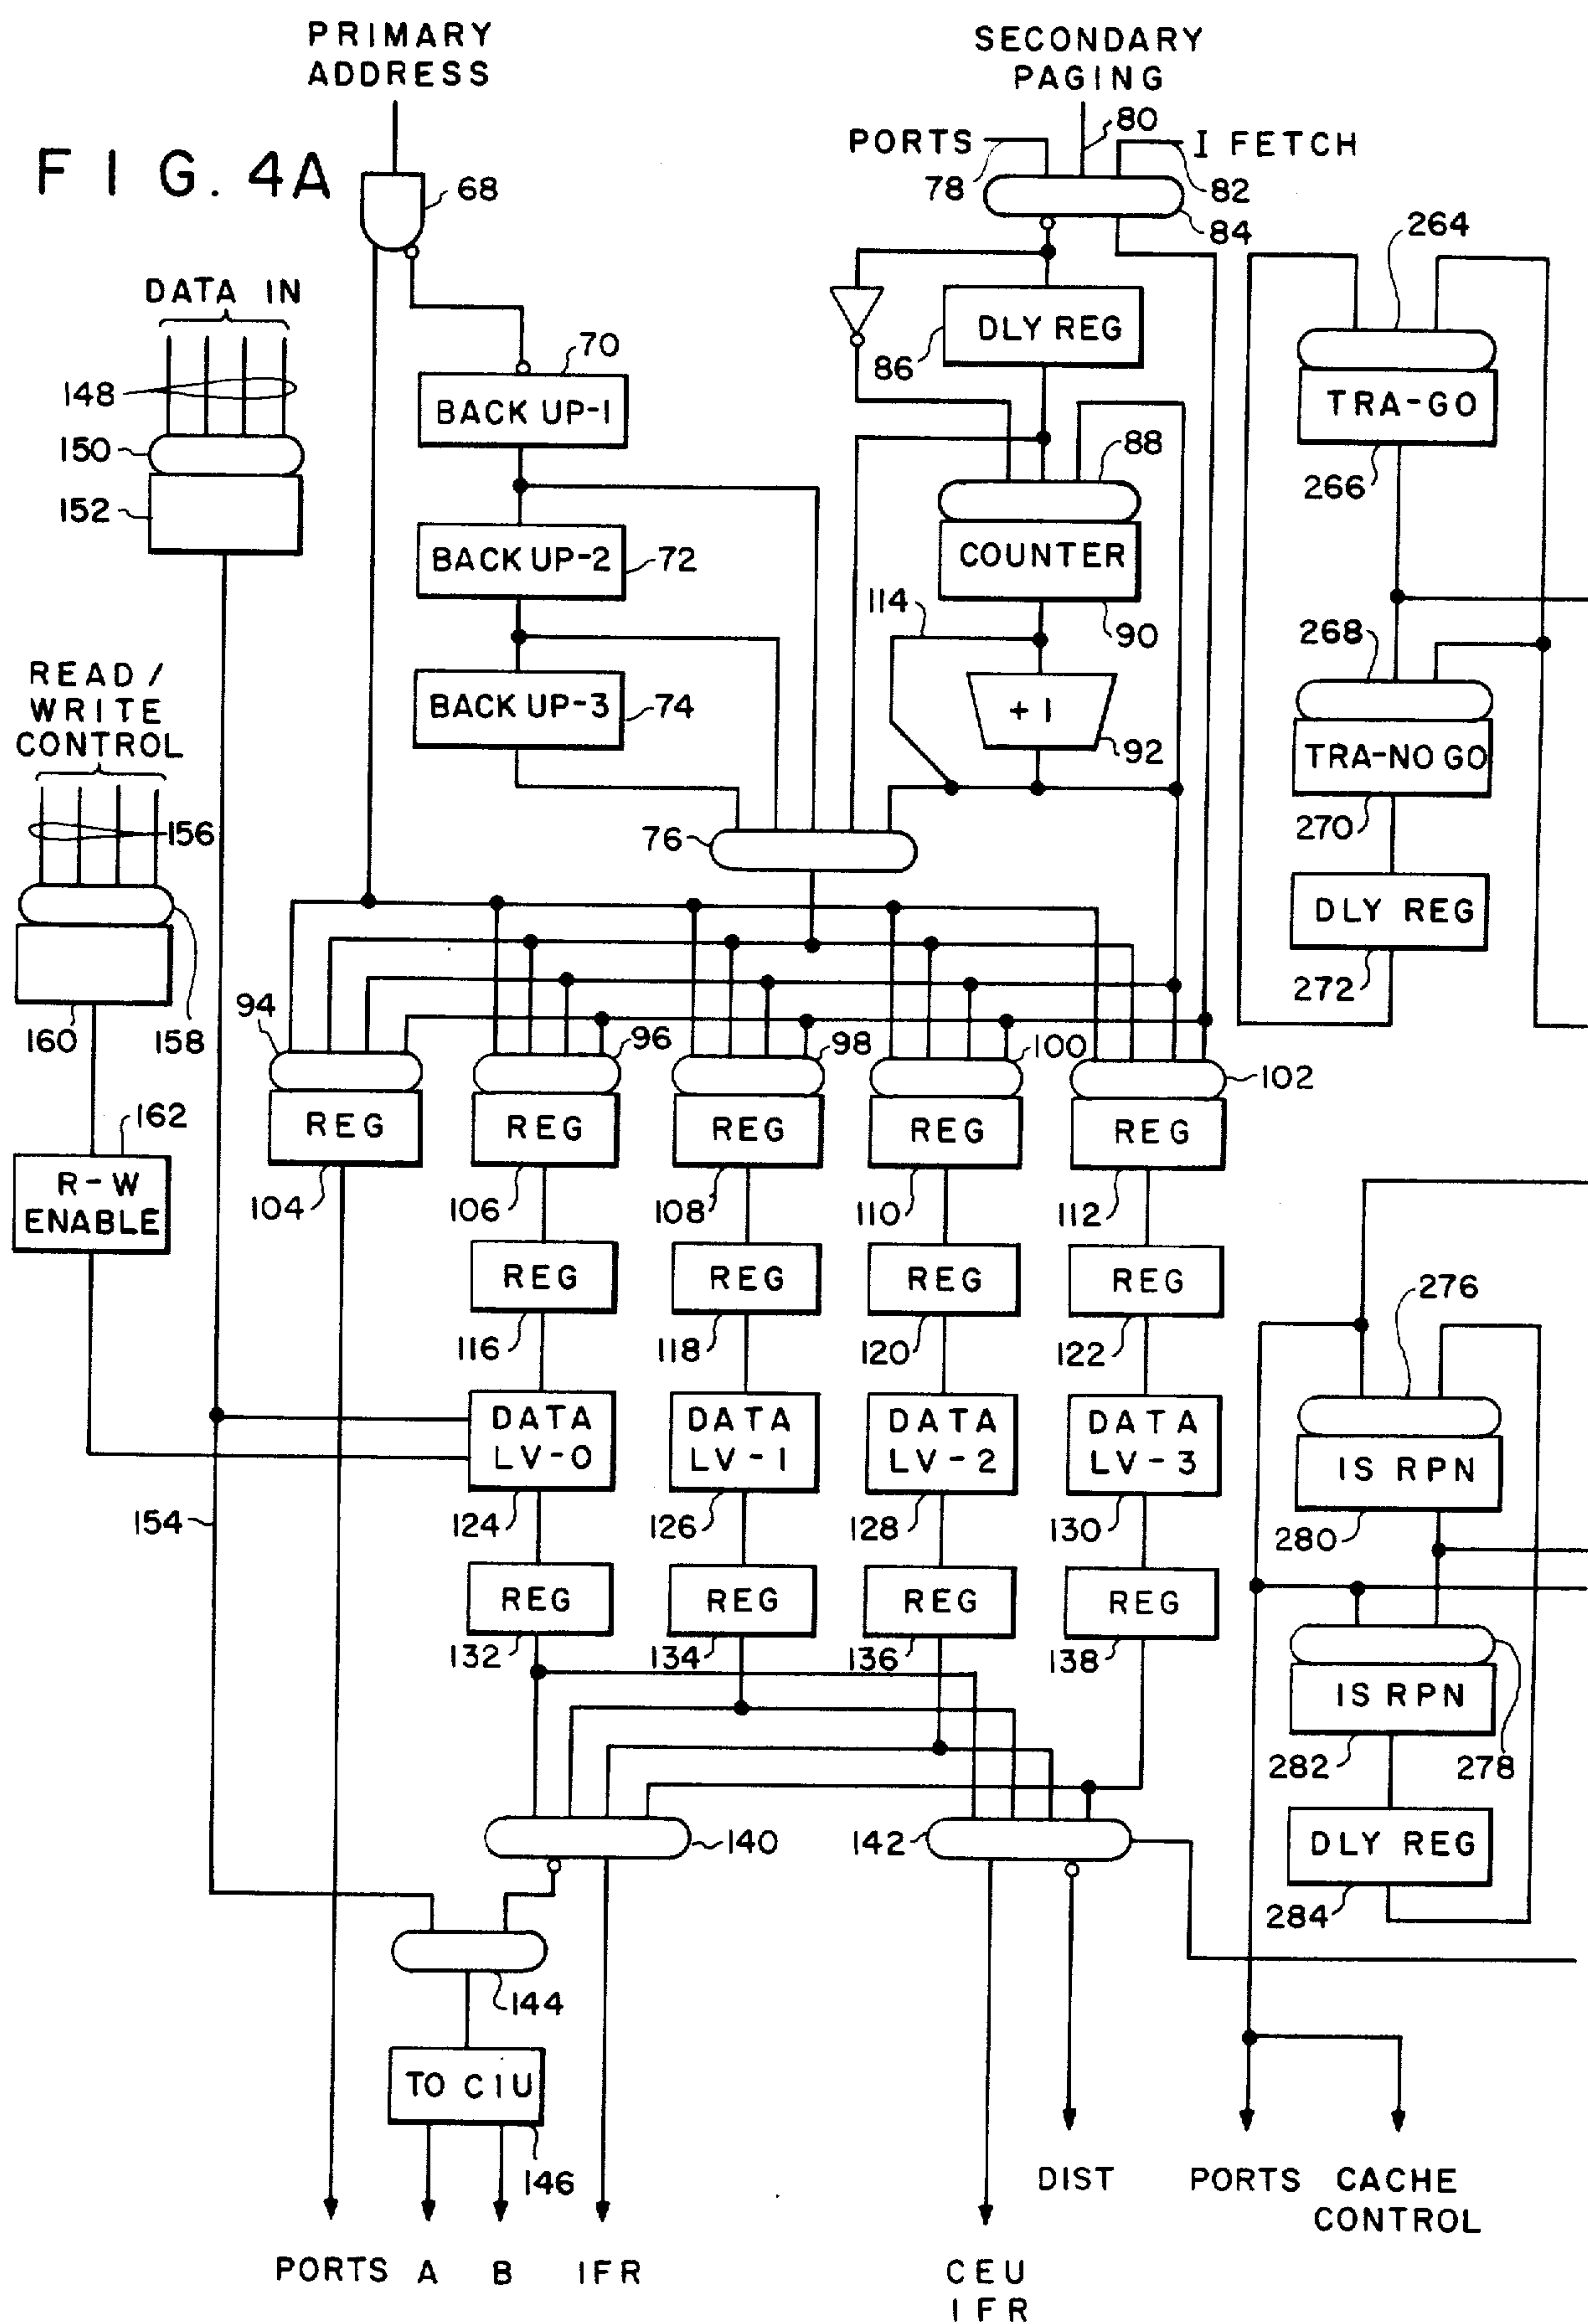 PRIMARY
ADDRESS
SECONDARY
PAGING
80
PORTS
I FETCH
FIG. 4A
68
78
82
84
264
DATA IN
DLY REG
70
86
TRA-GO
148
BACK UP-1
88
150
266
152
COUNTER
BACK UP-2
72
114
90
268
READ/
WRITE
CONTROL
BACK UP-3
74
+1
92
TRA-NO GO
156
76
270
DLY REG
272
94
160
158
96
98
100
102
162
REG
REG
REG
REG
REG
R-W
ENABLE
104
106
108
110
112
REG
REG
REG
REG
276
116
118
120
122
DATA
LV-0
DATA
LV-1
DATA
LV-2
DATA
LV-3
IS RPN
154
124
126
128
130
280
REG
REG
REG
REG
132
134
136
138
IS RPN
282
278
140
142
DLY REG
284
144
TO CIU
146
DIST
PORTS
CACHE
CONTROL
PORTS
A
B
IFR
CEU
IFR